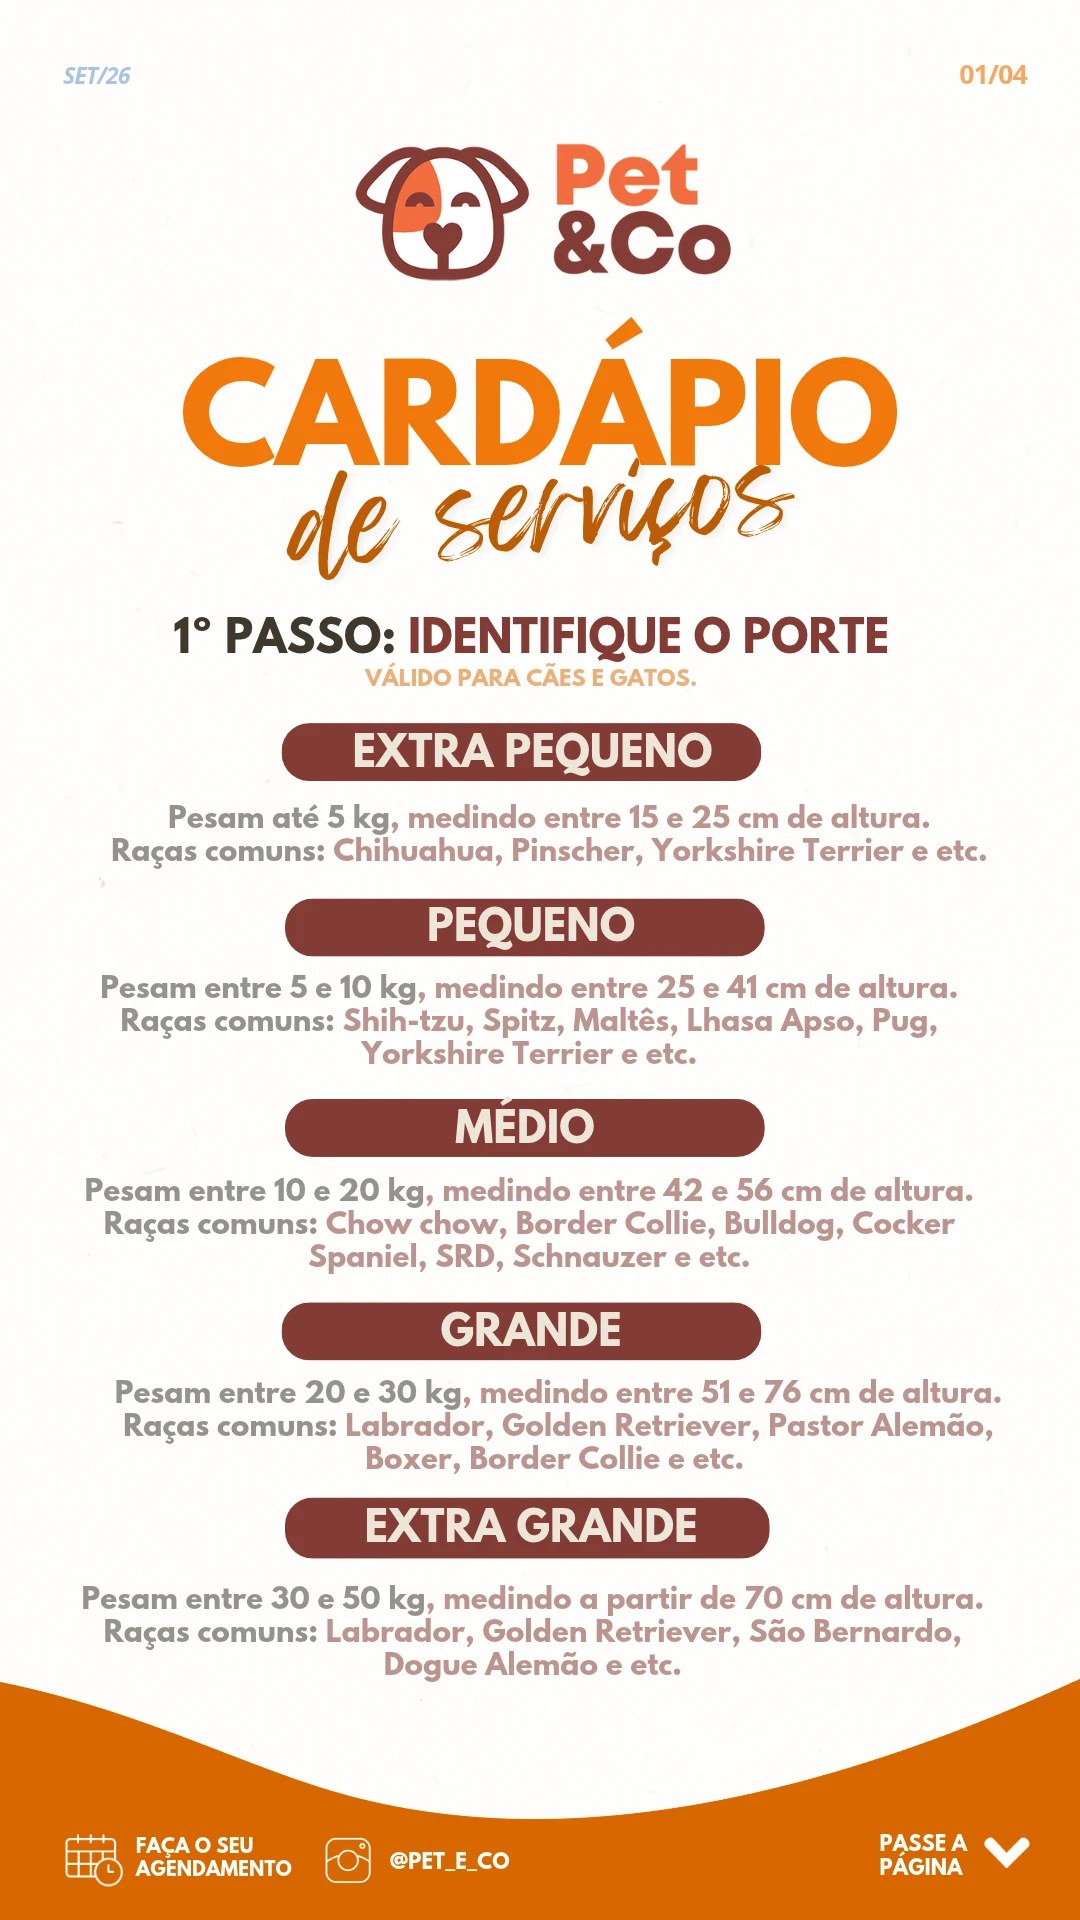 SET/26
01/04
Pet
&Co
CARDÁPIO
de serviços
1º PASSO: IDENTIFIQUE O PORTE
VÁLIDO PARA CÃES E GATOS.
EXTRA PEQUENO
Pesam até 5 kg, medindo entre 15 e 25 cm de altura.
Raças comuns: Chihuahua, Pinscher, Yorkshire Terrier e etc.
PEQUENO
Pesam entre 5 e 10 kg, medindo entre 25 e 41 cm de altura.
Raças comuns: Shih-tzu, Spitz, Maltês, Lhasa Apso, Pug,
Yorkshire Terrier e etc.
MÉDIO
Pesam entre 10 e 20 kg, medindo entre 42 e 56 cm de altura.
Raças comuns: Chow chow, Border Collie, Bulldog, Cocker
Spaniel, SRD, Schnauzer e etc.
GRANDE
Pesam entre 20 e 30 kg, medindo entre 51 e 76 cm de altura.
Raças comuns: Labrador, Golden Retriever, Pastor Alemão,
Boxer, Border Collie e etc.
EXTRA GRANDE
Pesam entre 30 e 50 kg, medindo a partir de 70 cm de altura.
Raças comuns: Labrador, Golden Retriever, São Bernardo,
Dogue Alemão e etc.
FAÇA O SEU
AGENDAMENTO
@PET_E_CO
PASSE A
PÁGINA